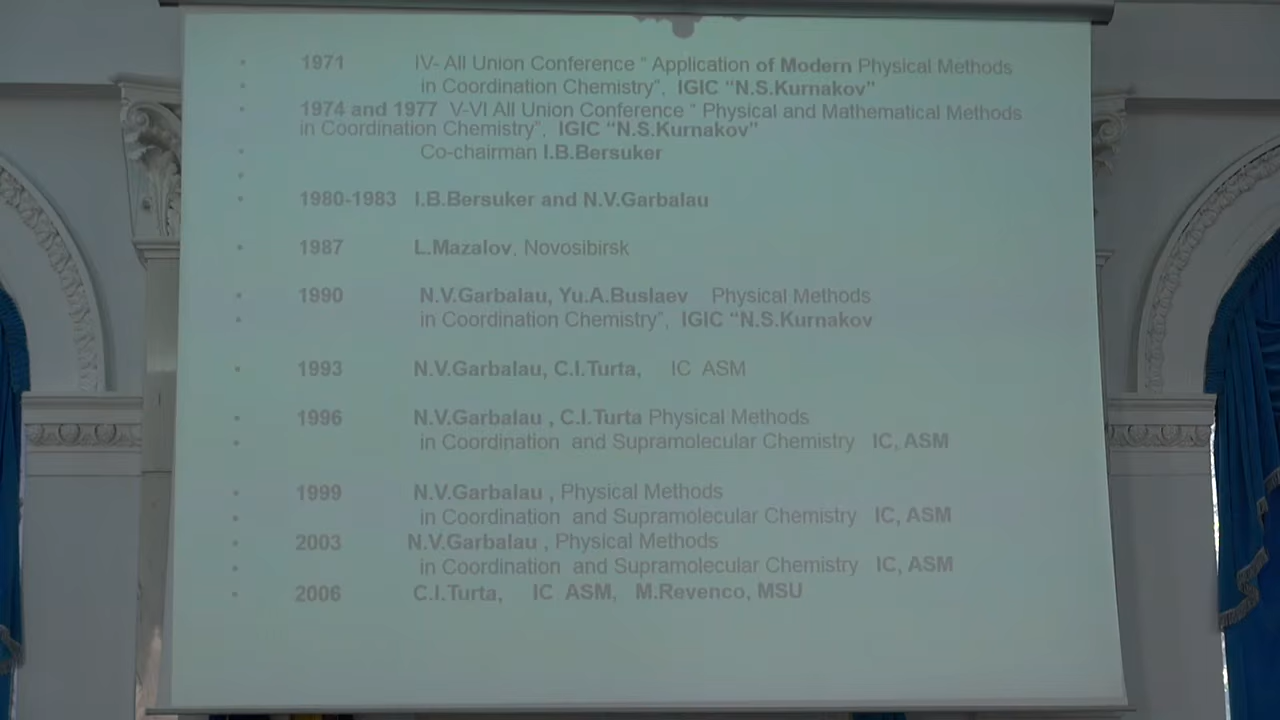 1971 IV- All Union Conference “ Application of Modern Physical Methods
in Coordination Chemistry”, IGIC “N.S.Kurnakov”
1974 and 1977 V-VI All Union Conference “ Physical and Mathematical Methods
in Coordination Chemistry”, IGIC “N.S.Kurnakov”
Co-chairman I.B.Bersuker
1980-1983 I.B.Bersuker and N.V.Garbalau
1987 L.Mazalov, Novosibirsk
1990 N.V.Garbalau, Yu.A.Buslaev Physical Methods
in Coordination Chemistry”, IGIC “N.S.Kurnakov
1993 N.V.Garbalau, C.I.Turta, IC ASM
1996 N.V.Garbalau , C.I.Turta Physical Methods
in Coordination and Supramolecular Chemistry IC, ASM
1999 N.V.Garbalau , Physical Methods
in Coordination and Supramolecular Chemistry IC, ASM
2003 N.V.Garbalau , Physical Methods
in Coordination and Supramolecular Chemistry IC, ASM
2006 C.I.Turta, IC ASM, M.Revenco, MSU